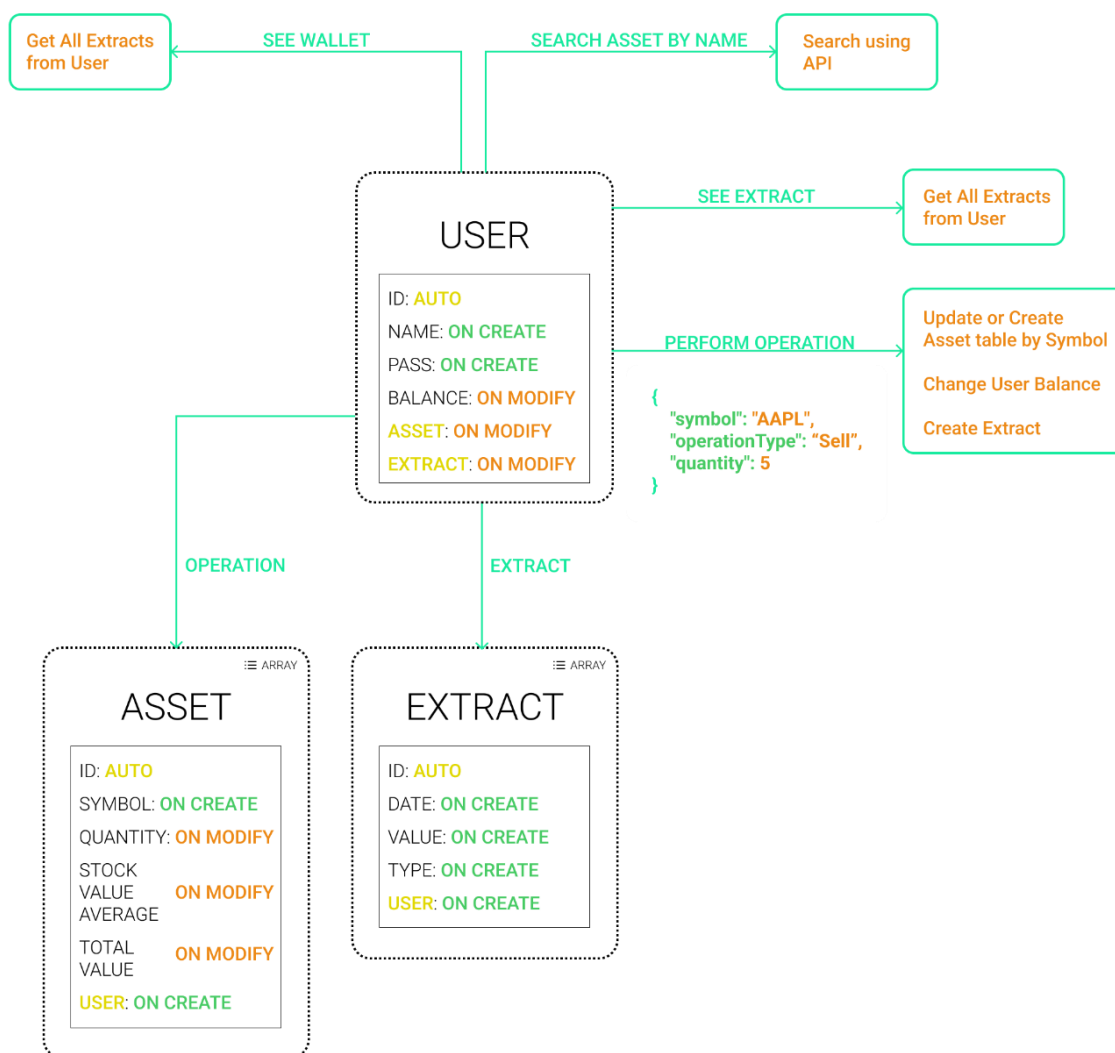 Get All Extracts
from User
SEE WALLET
SEARCH ASSET BY NAME
Search using
API
USER
ID: AUTO
NAME: ON CREATE
PASS: ON CREATE
BALANCE: ON MODIFY
ASSET: ON MODIFY
EXTRACT: ON MODIFY
SEE EXTRACT
Get All Extracts
from User
PERFORM OPERATION
{
"symbol": "AAPL",
"operationType": “Sell”,
"quantity": 5
}
Update or Create
Asset table by Symbol
Change User Balance
Create Extract
OPERATION
EXTRACT
ARRAY
ASSET
ID: AUTO
SYMBOL: ON CREATE
QUANTITY: ON MODIFY
STOCK
VALUE ON MODIFY
AVERAGE
TOTAL
VALUE ON MODIFY
USER: ON CREATE
ARRAY
EXTRACT
ID: AUTO
DATE: ON CREATE
VALUE: ON CREATE
TYPE: ON CREATE
USER: ON CREATE